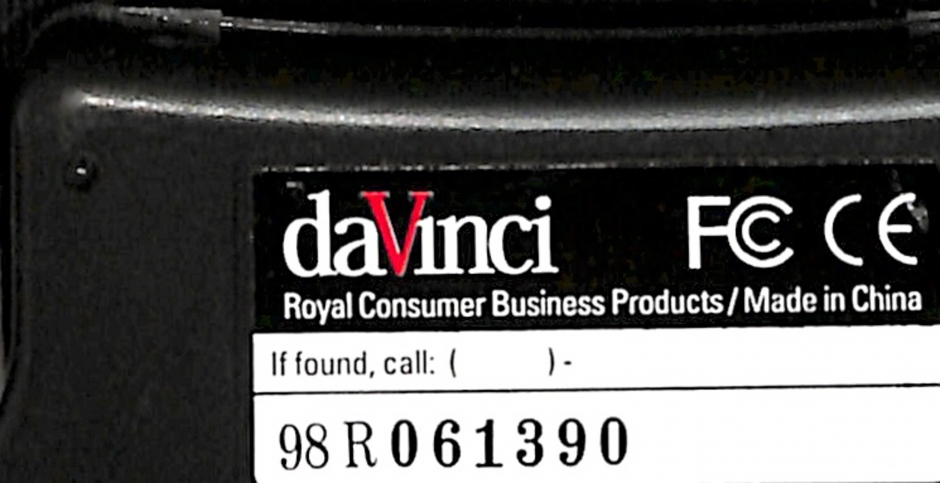 daVinci FC CE
Royal Consumer Business Products / Made in China
If found, call: ( ) -
98 R 061390